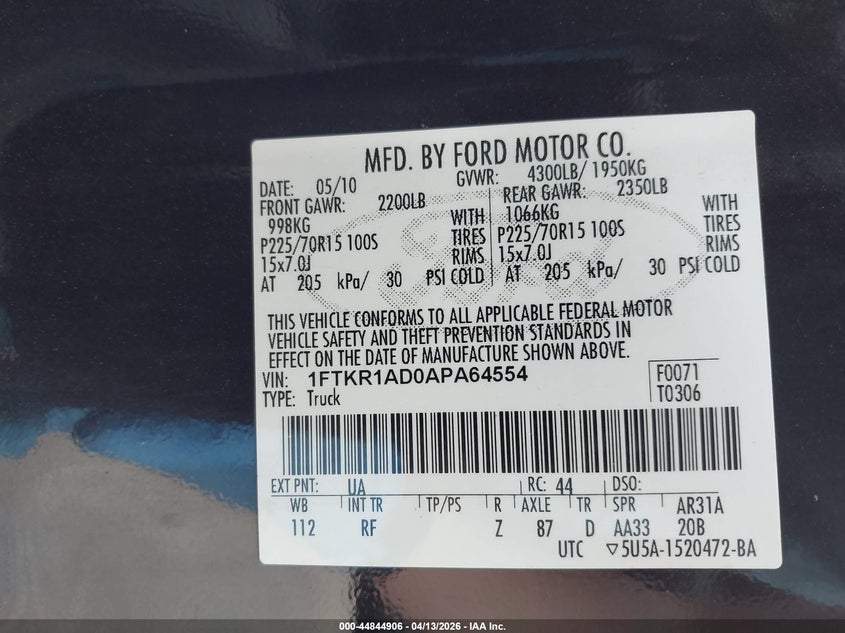 MFD. BY FORD MOTOR CO.
DATE: 05/10 GVWR: 4300LB/ 1950KG
FRONT GAWR: 2200LB REAR GAWR: 2350LB
998KG WITH 1066KG WITH
P225/70R15 100S TIRES P225/70R15 100S TIRES
15x7.0J RIMS 15x7.0J RIMS
AT 205 kPa/ 30 PSI COLD AT 205 kPa/ 30 PSI COLD
THIS VEHICLE CONFORMS TO ALL APPLICABLE FEDERAL MOTOR
VEHICLE SAFETY AND THEFT PREVENTION STANDARDS IN
EFFECT ON THE DATE OF MANUFACTURE SHOWN ABOVE.
VIN: 1FTKR1AD0APA64554 F0071
TYPE: Truck T0306
EXT PNT: UA RC: 44 DSO:
WB INT TR TP/PS R AXLE TR SPR AR31A
112 RF Z 87 D AA33 20B
UTC ▽5U5A-1520472-BA
000-44844906 - 04/13/2026 - IAA Inc.